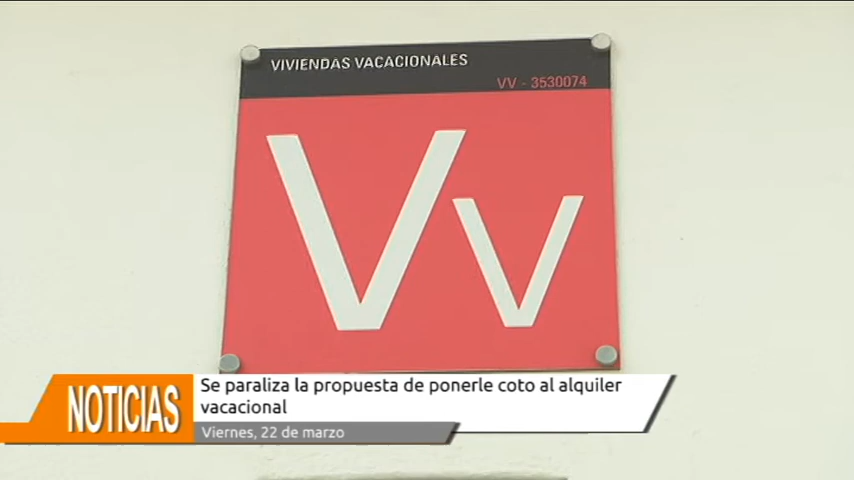 VIVIENDAS VACACIONALES
VV - 3530074
Vv
NOTICIAS
Se paraliza la propuesta de ponerle coto al alquiler
vacacional
Viernes, 22 de marzo